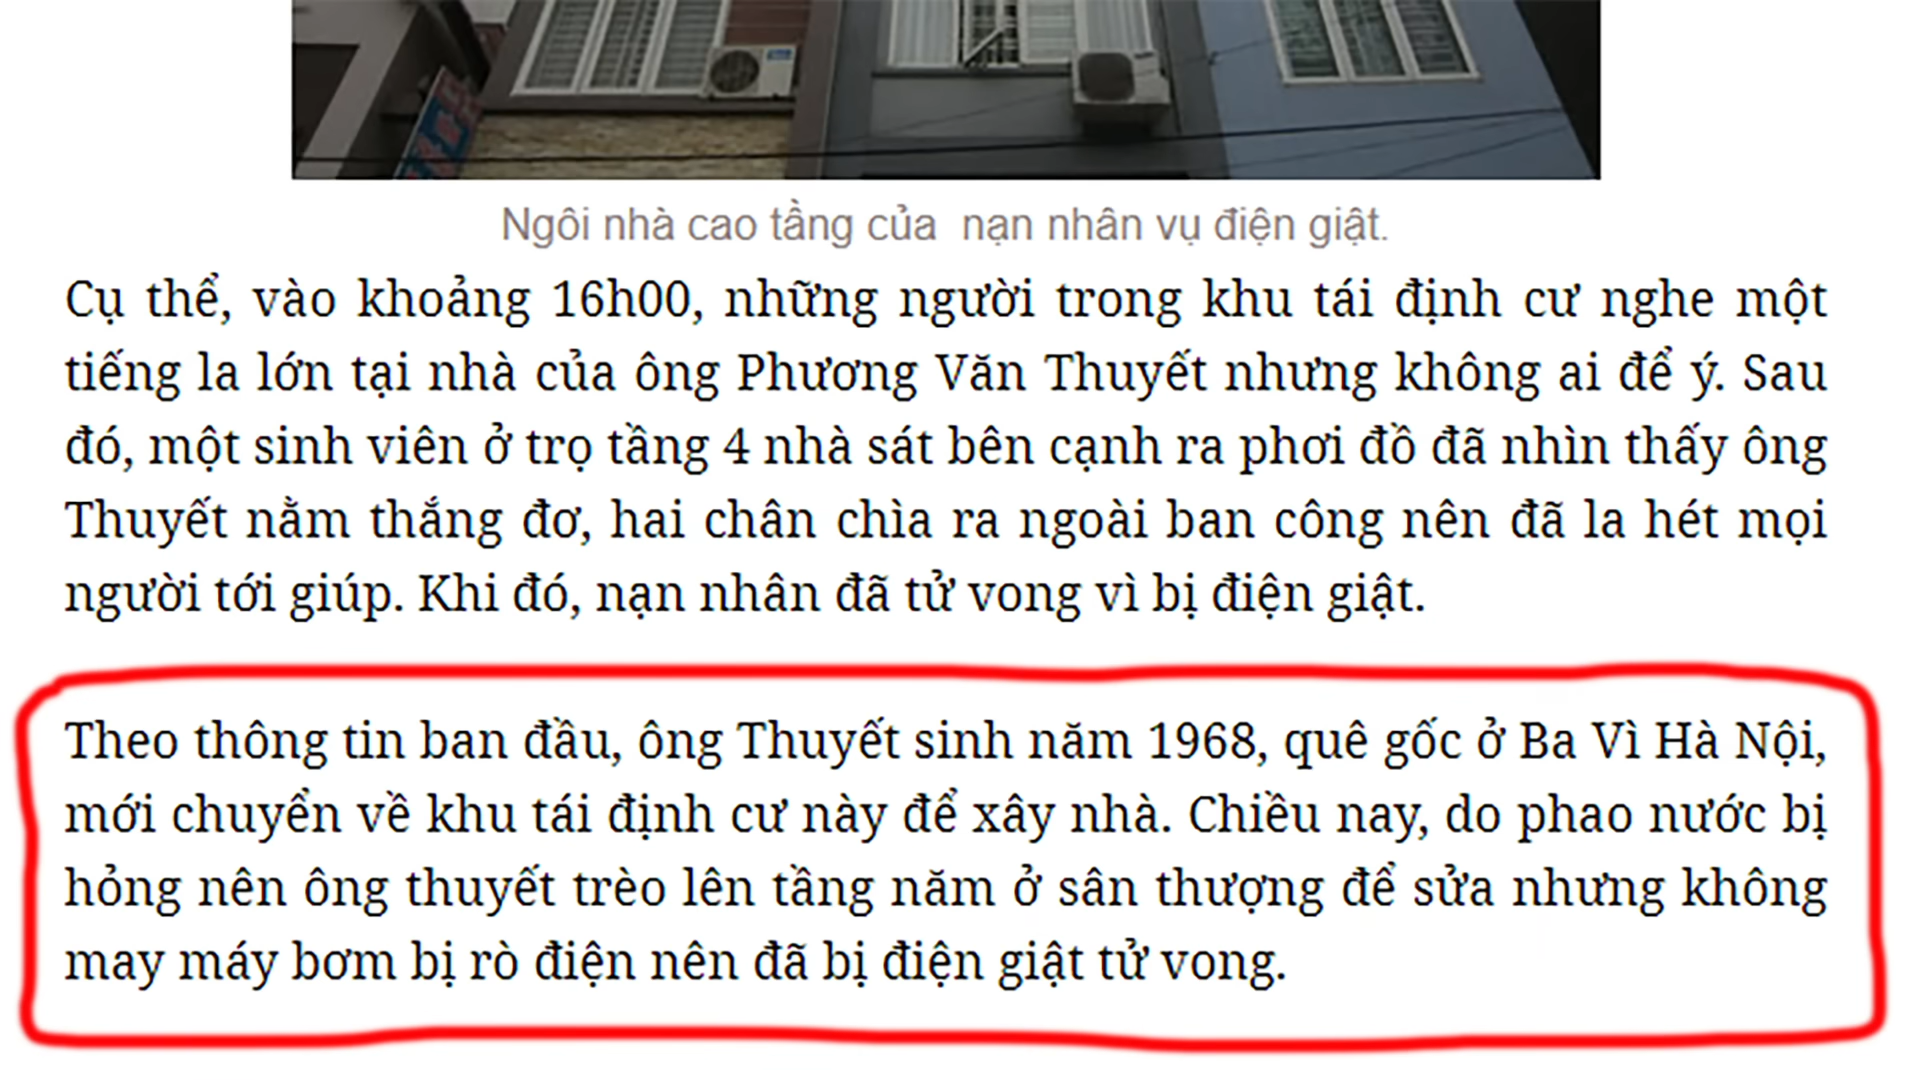 Ngôi nhà cao tầng của nạn nhân vụ điện giật.
Cụ thể, vào khoảng 16h00, những người trong khu tái định cư nghe một
tiếng la lớn tại nhà của ông Phương Văn Thuyết nhưng không ai để ý. Sau
đó, một sinh viên ở trọ tầng 4 nhà sát bên cạnh ra phơi đồ đã nhìn thấy ông
Thuyết nằm thắng đơ, hai chân chìa ra ngoài ban công nên đã la hét mọi
người tới giúp. Khi đó, nạn nhân đã tử vong vì bị điện giật.
Theo thông tin ban đầu, ông Thuyết sinh năm 1968, quê gốc ở Ba Vì Hà Nội,
mới chuyển về khu tái định cư này để xây nhà. Chiều nay, do phao nước bị
hỏng nên ông thuyết trèo lên tầng năm ở sân thượng để sửa nhưng không
may máy bơm bị rò điện nên đã bị điện giật tử vong.